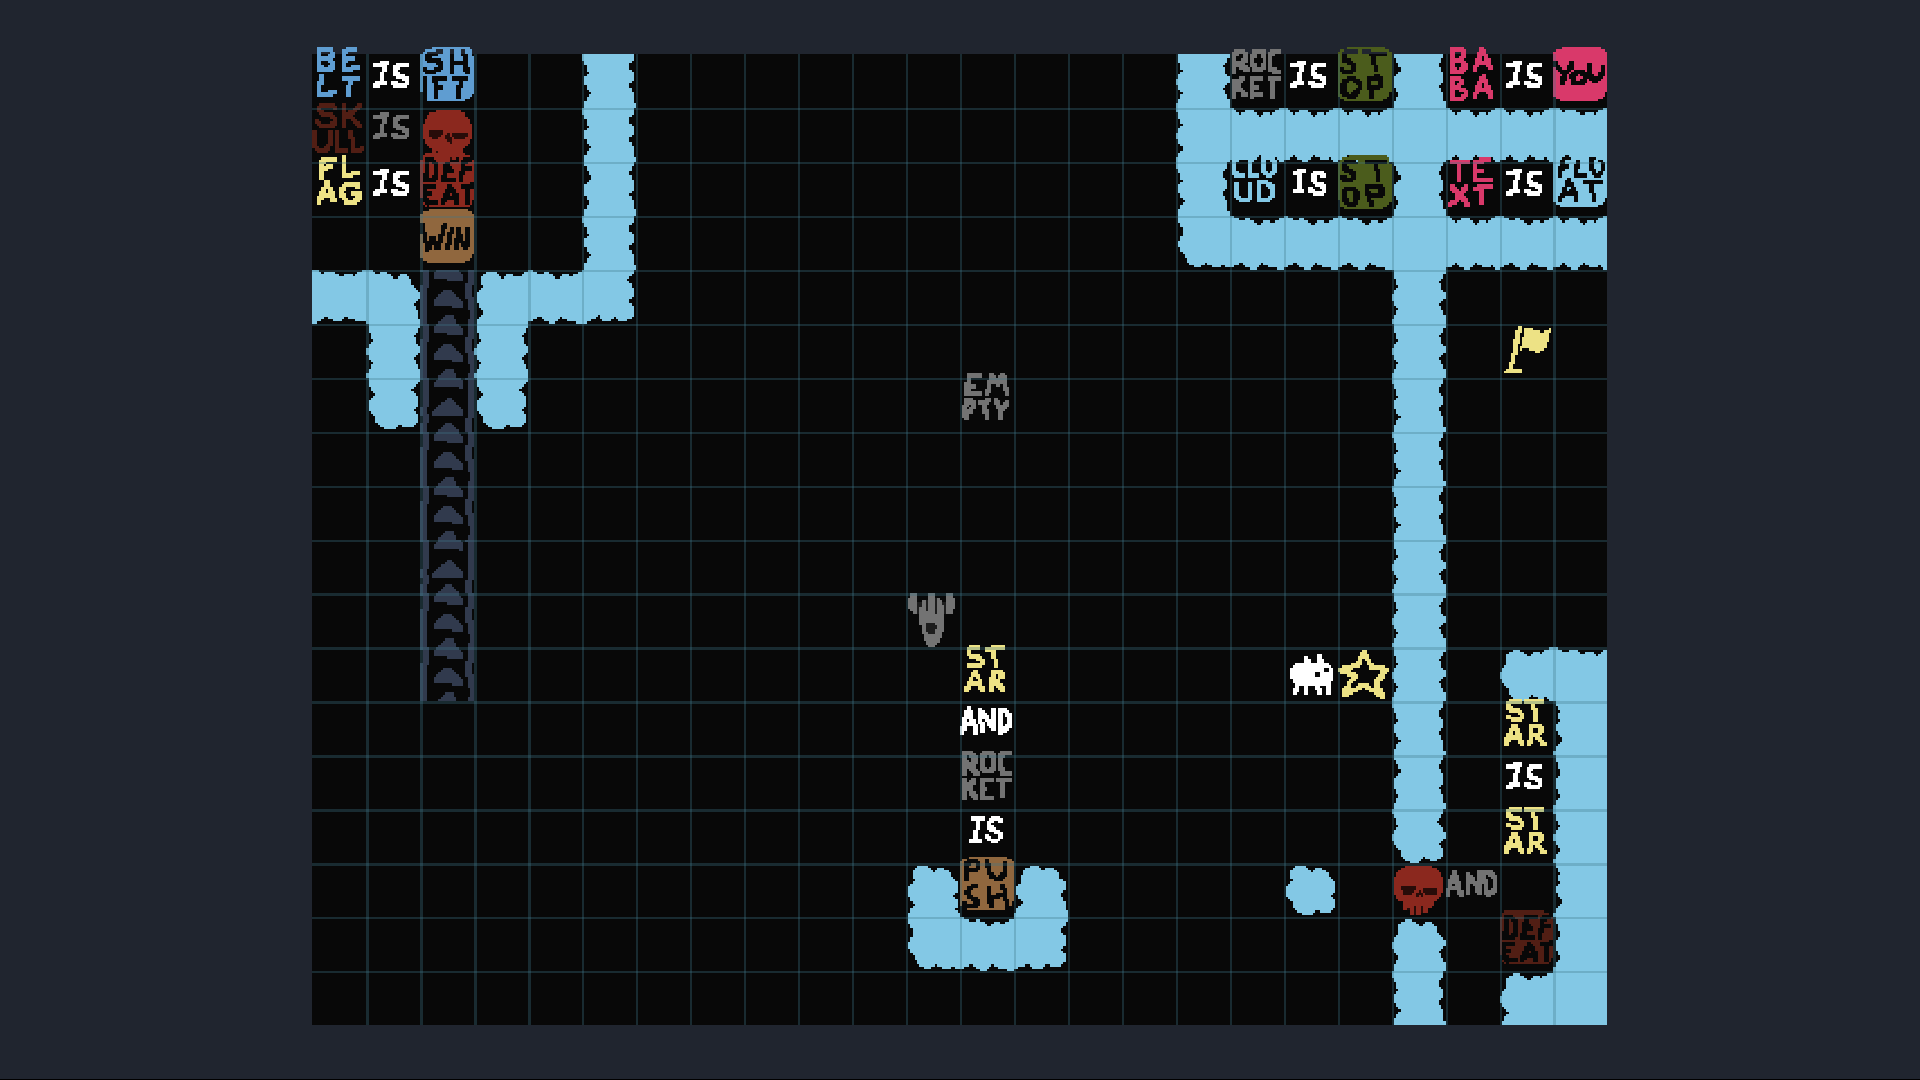 BELT IS SHFT
ROCKET IS STOP
BABA IS YOU
SKULL IS
FLAG IS DEFEAT
CLOUD IS STOP
TEXT IS FLOAT
WIN
EMPTY
STAR
AND
ROCKET
IS
PUSH
STAR
IS
STAR
AND
DEFEAT